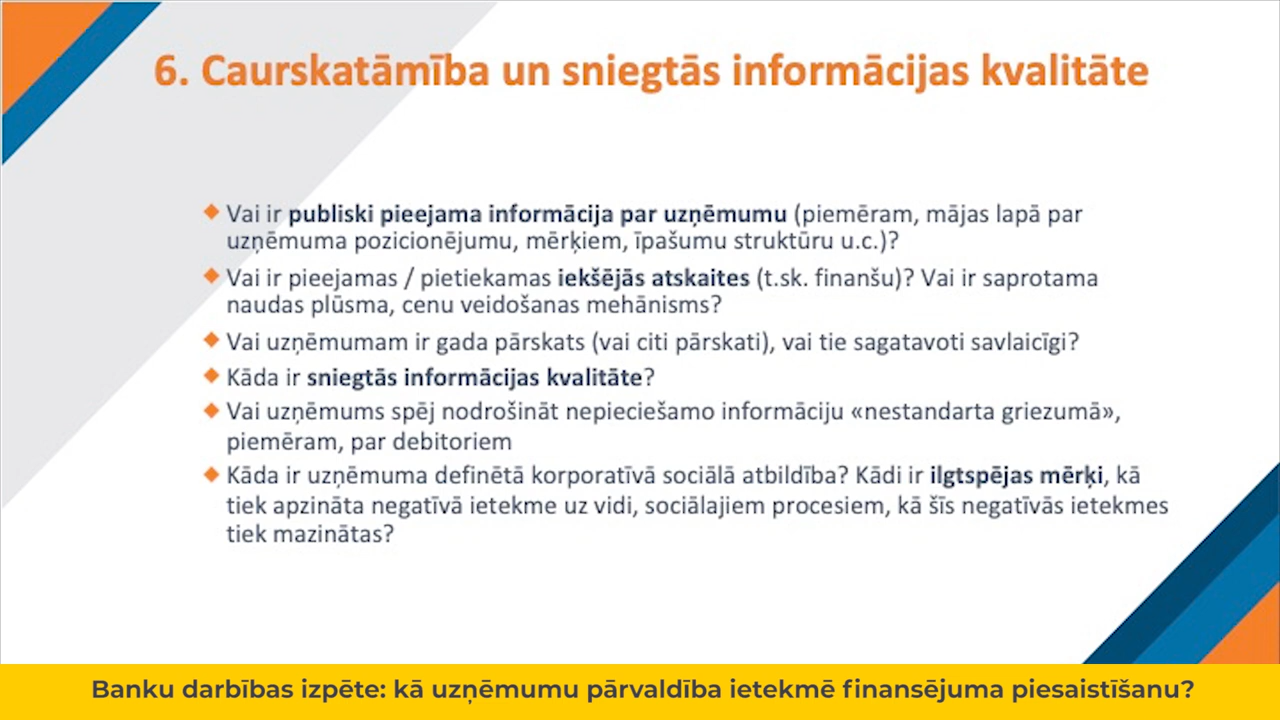 6. Caurskatāmība un sniegtās informācijas kvalitāte
Vai ir publiski pieejama informācija par uzņēmumu (piemēram, mājas lapā par
uzņēmuma pozicionējumu, mērķiem, īpašumu struktūru u.c.)?
Vai ir pieejamas / pietiekamas iekšējās atskaites (t.sk. finanšu)? Vai ir saprotama
naudas plūsma, cenu veidošanas mehānisms?
Vai uzņēmumam ir gada pārskats (vai citi pārskati), vai tie sagatavoti savlaicīgi?
Kāda ir sniegtās informācijas kvalitāte?
Vai uzņēmums spēj nodrošināt nepieciešamo informāciju «nestandarta griezumā»,
piemēram, par debitoriem
Kāda ir uzņēmuma definētā korporatīvā sociālā atbildība? Kādi ir ilgtspējas mērķi, kā
tiek apzināta negatīvā ietekme uz vidi, sociālajiem procesiem, kā šīs negatīvās ietekmes
tiek mazinātas?
Banku darbības izpēte: kā uzņēmumu pārvaldība ietekmē finansējuma piesaistīšanu?